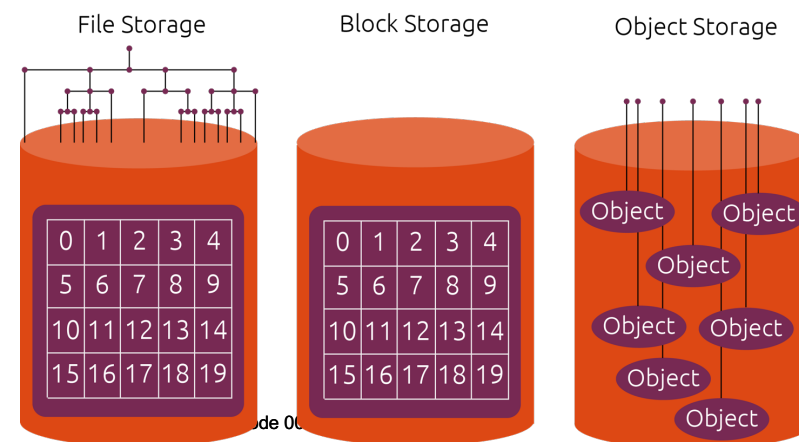 File Storage
Block Storage
Object Storage
0 1 2 3 4
5 6 7 8 9
10 11 12 13 14
15 16 17 18 19
0 1 2 3 4
5 6 7 8 9
10 11 12 13 14
15 16 17 18 19
Object
Object
Object
Object
Object
Object
Object